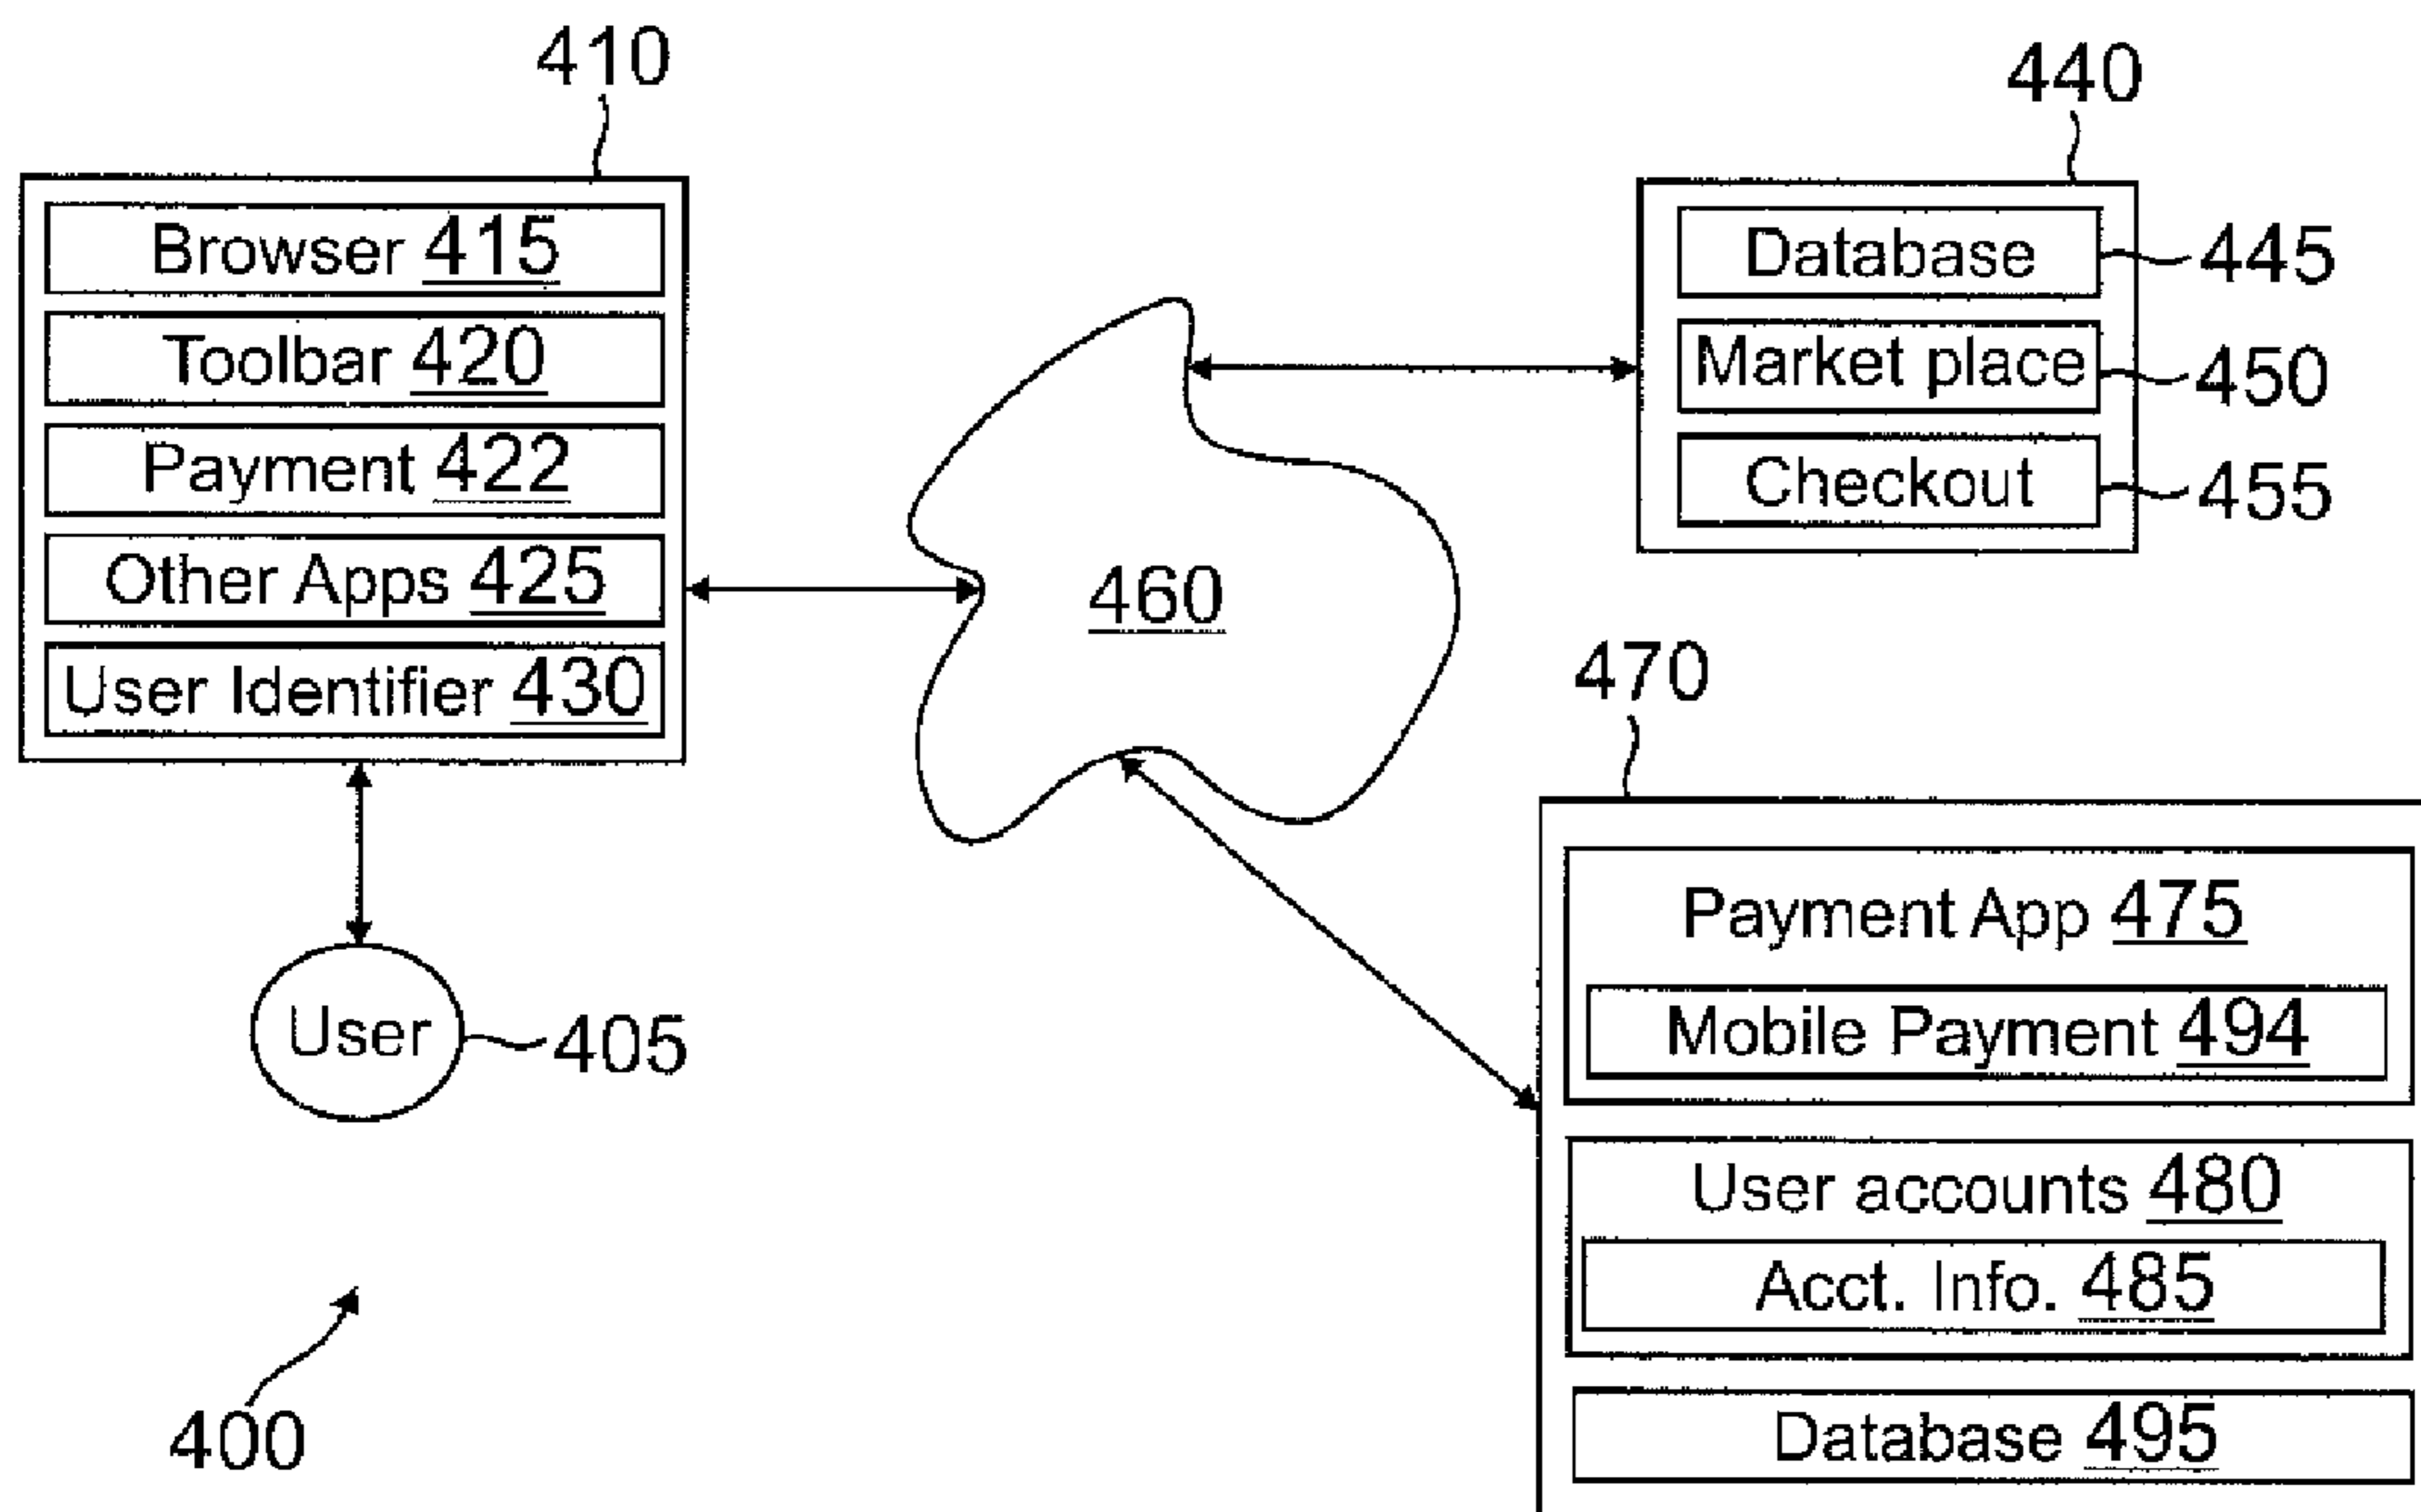 410
Browser 415
Toolbar 420
Payment 422
Other Apps 425
User Identifier 430
User
405
400
460
440
Database
445
Market place
450
Checkout
455
470
Payment App 475
Mobile Payment 494
User accounts 480
Acct. Info. 485
Database 495